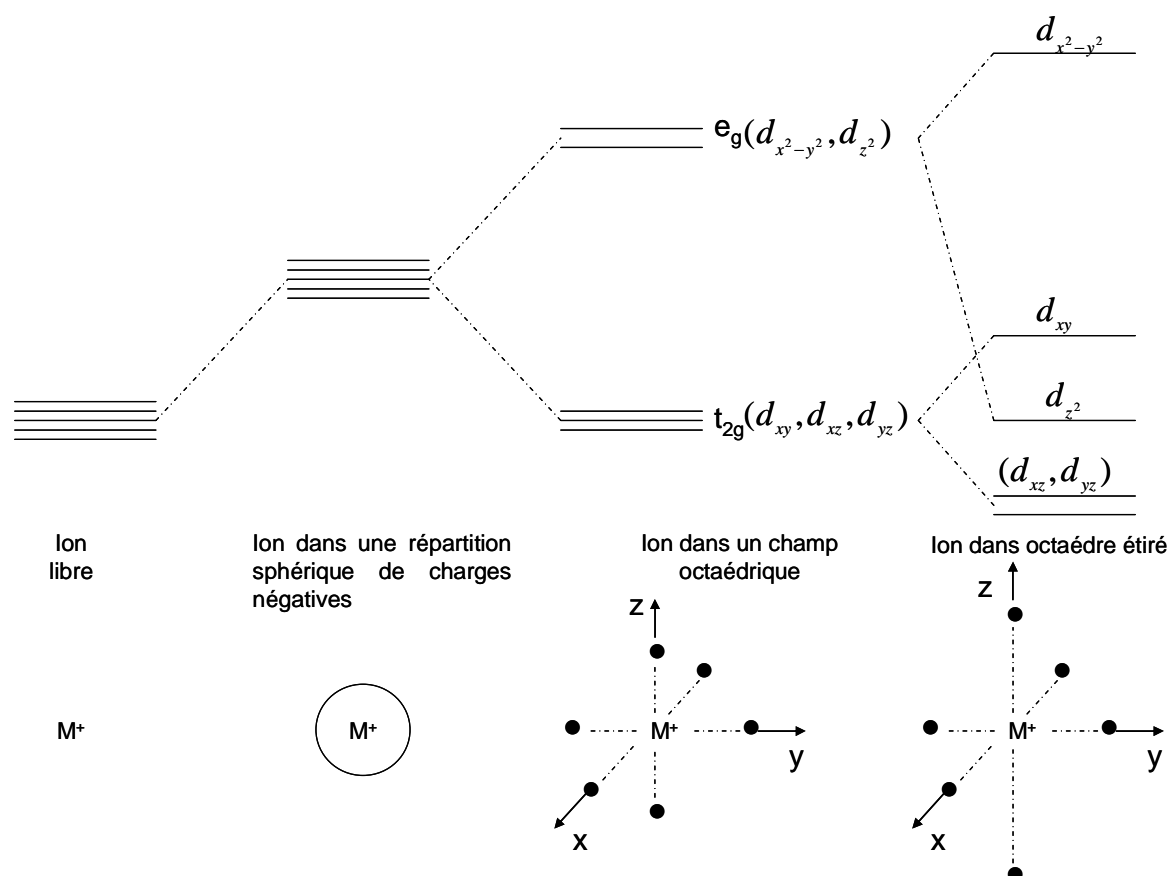 d_{x²-y²}
e_g(d_{x²-y²},d_{z²})
d_{xy}
t_{2g}(d_{xy},d_{xz},d_{yz})
d_{z²}
(d_{xz},d_{yz})
Ion
libre
Ion dans une répartition
sphérique de charges
négatives
Ion dans un champ
octaédrique
Ion dans octaédre étiré
z
z
M⁺
M⁺
M⁺
M⁺
y
y
x
x